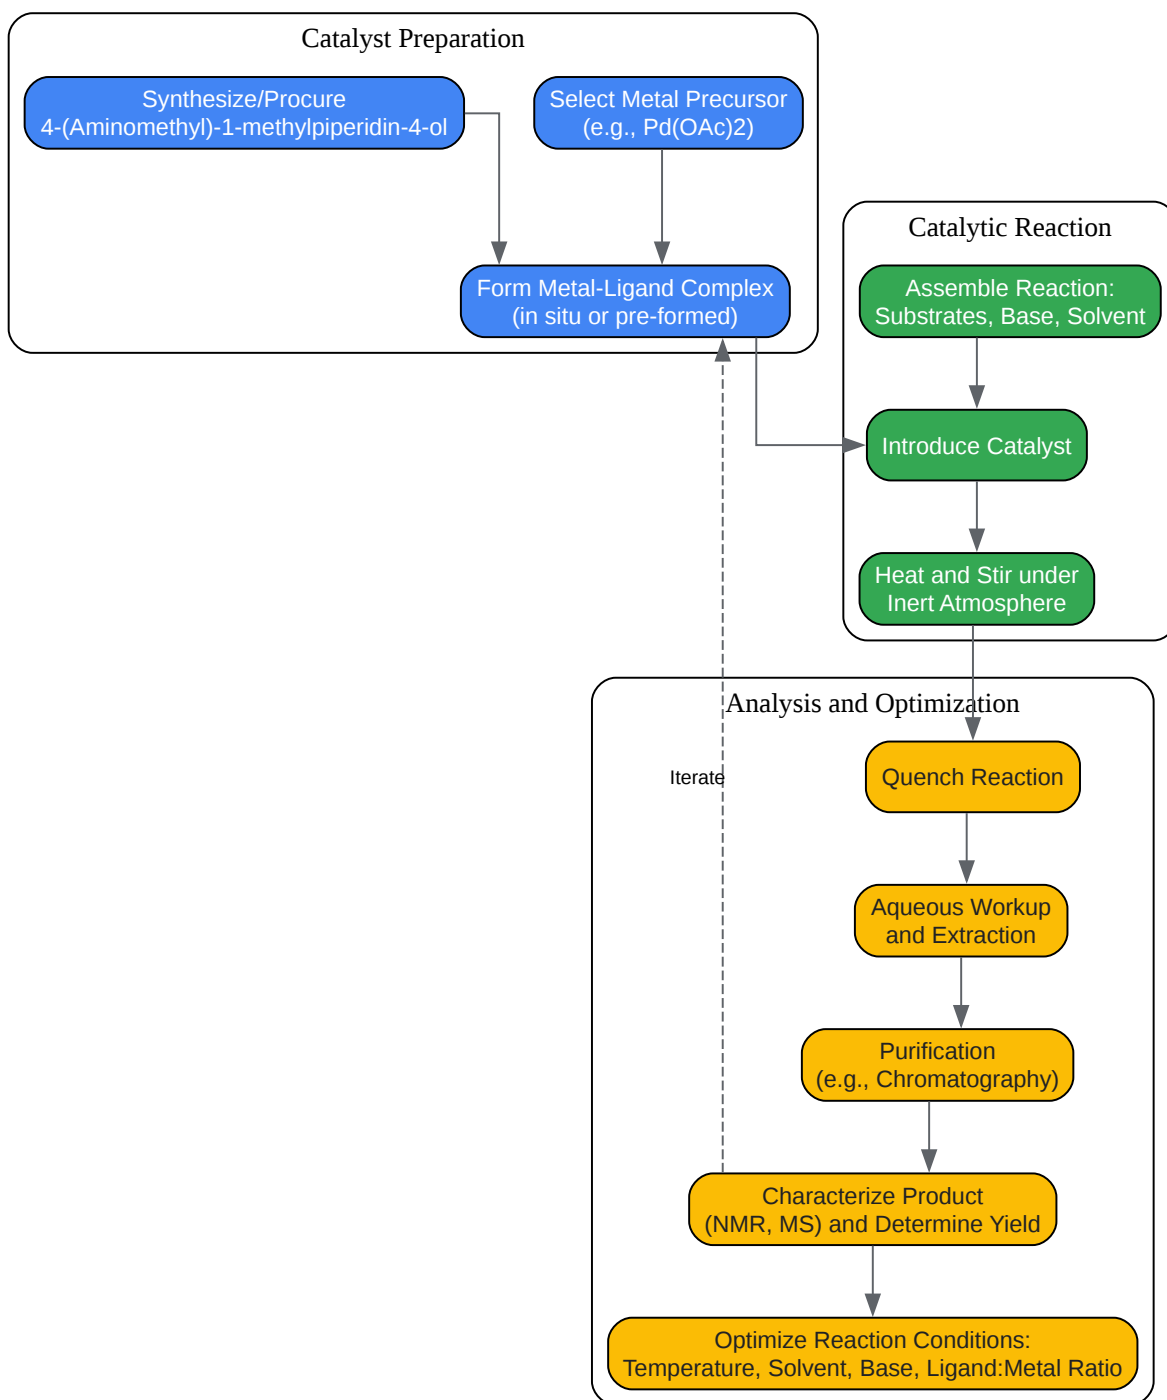 Catalyst Preparation
Synthesize/Procure
4-(Aminomethyl)-1-methylpiperidin-4-ol
Select Metal Precursor
(e.g., Pd(OAc)2)
Form Metal-Ligand Complex
(in situ or pre-formed)
Catalytic Reaction
Assemble Reaction:
Substrates, Base, Solvent
Introduce Catalyst
Heat and Stir under
Inert Atmosphere
Analysis and Optimization
Quench Reaction
Iterate
Aqueous Workup
and Extraction
Purification
(e.g., Chromatography)
Characterize Product
(NMR, MS) and Determine Yield
Optimize Reaction Conditions:
Temperature, Solvent, Base, Ligand:Metal Ratio